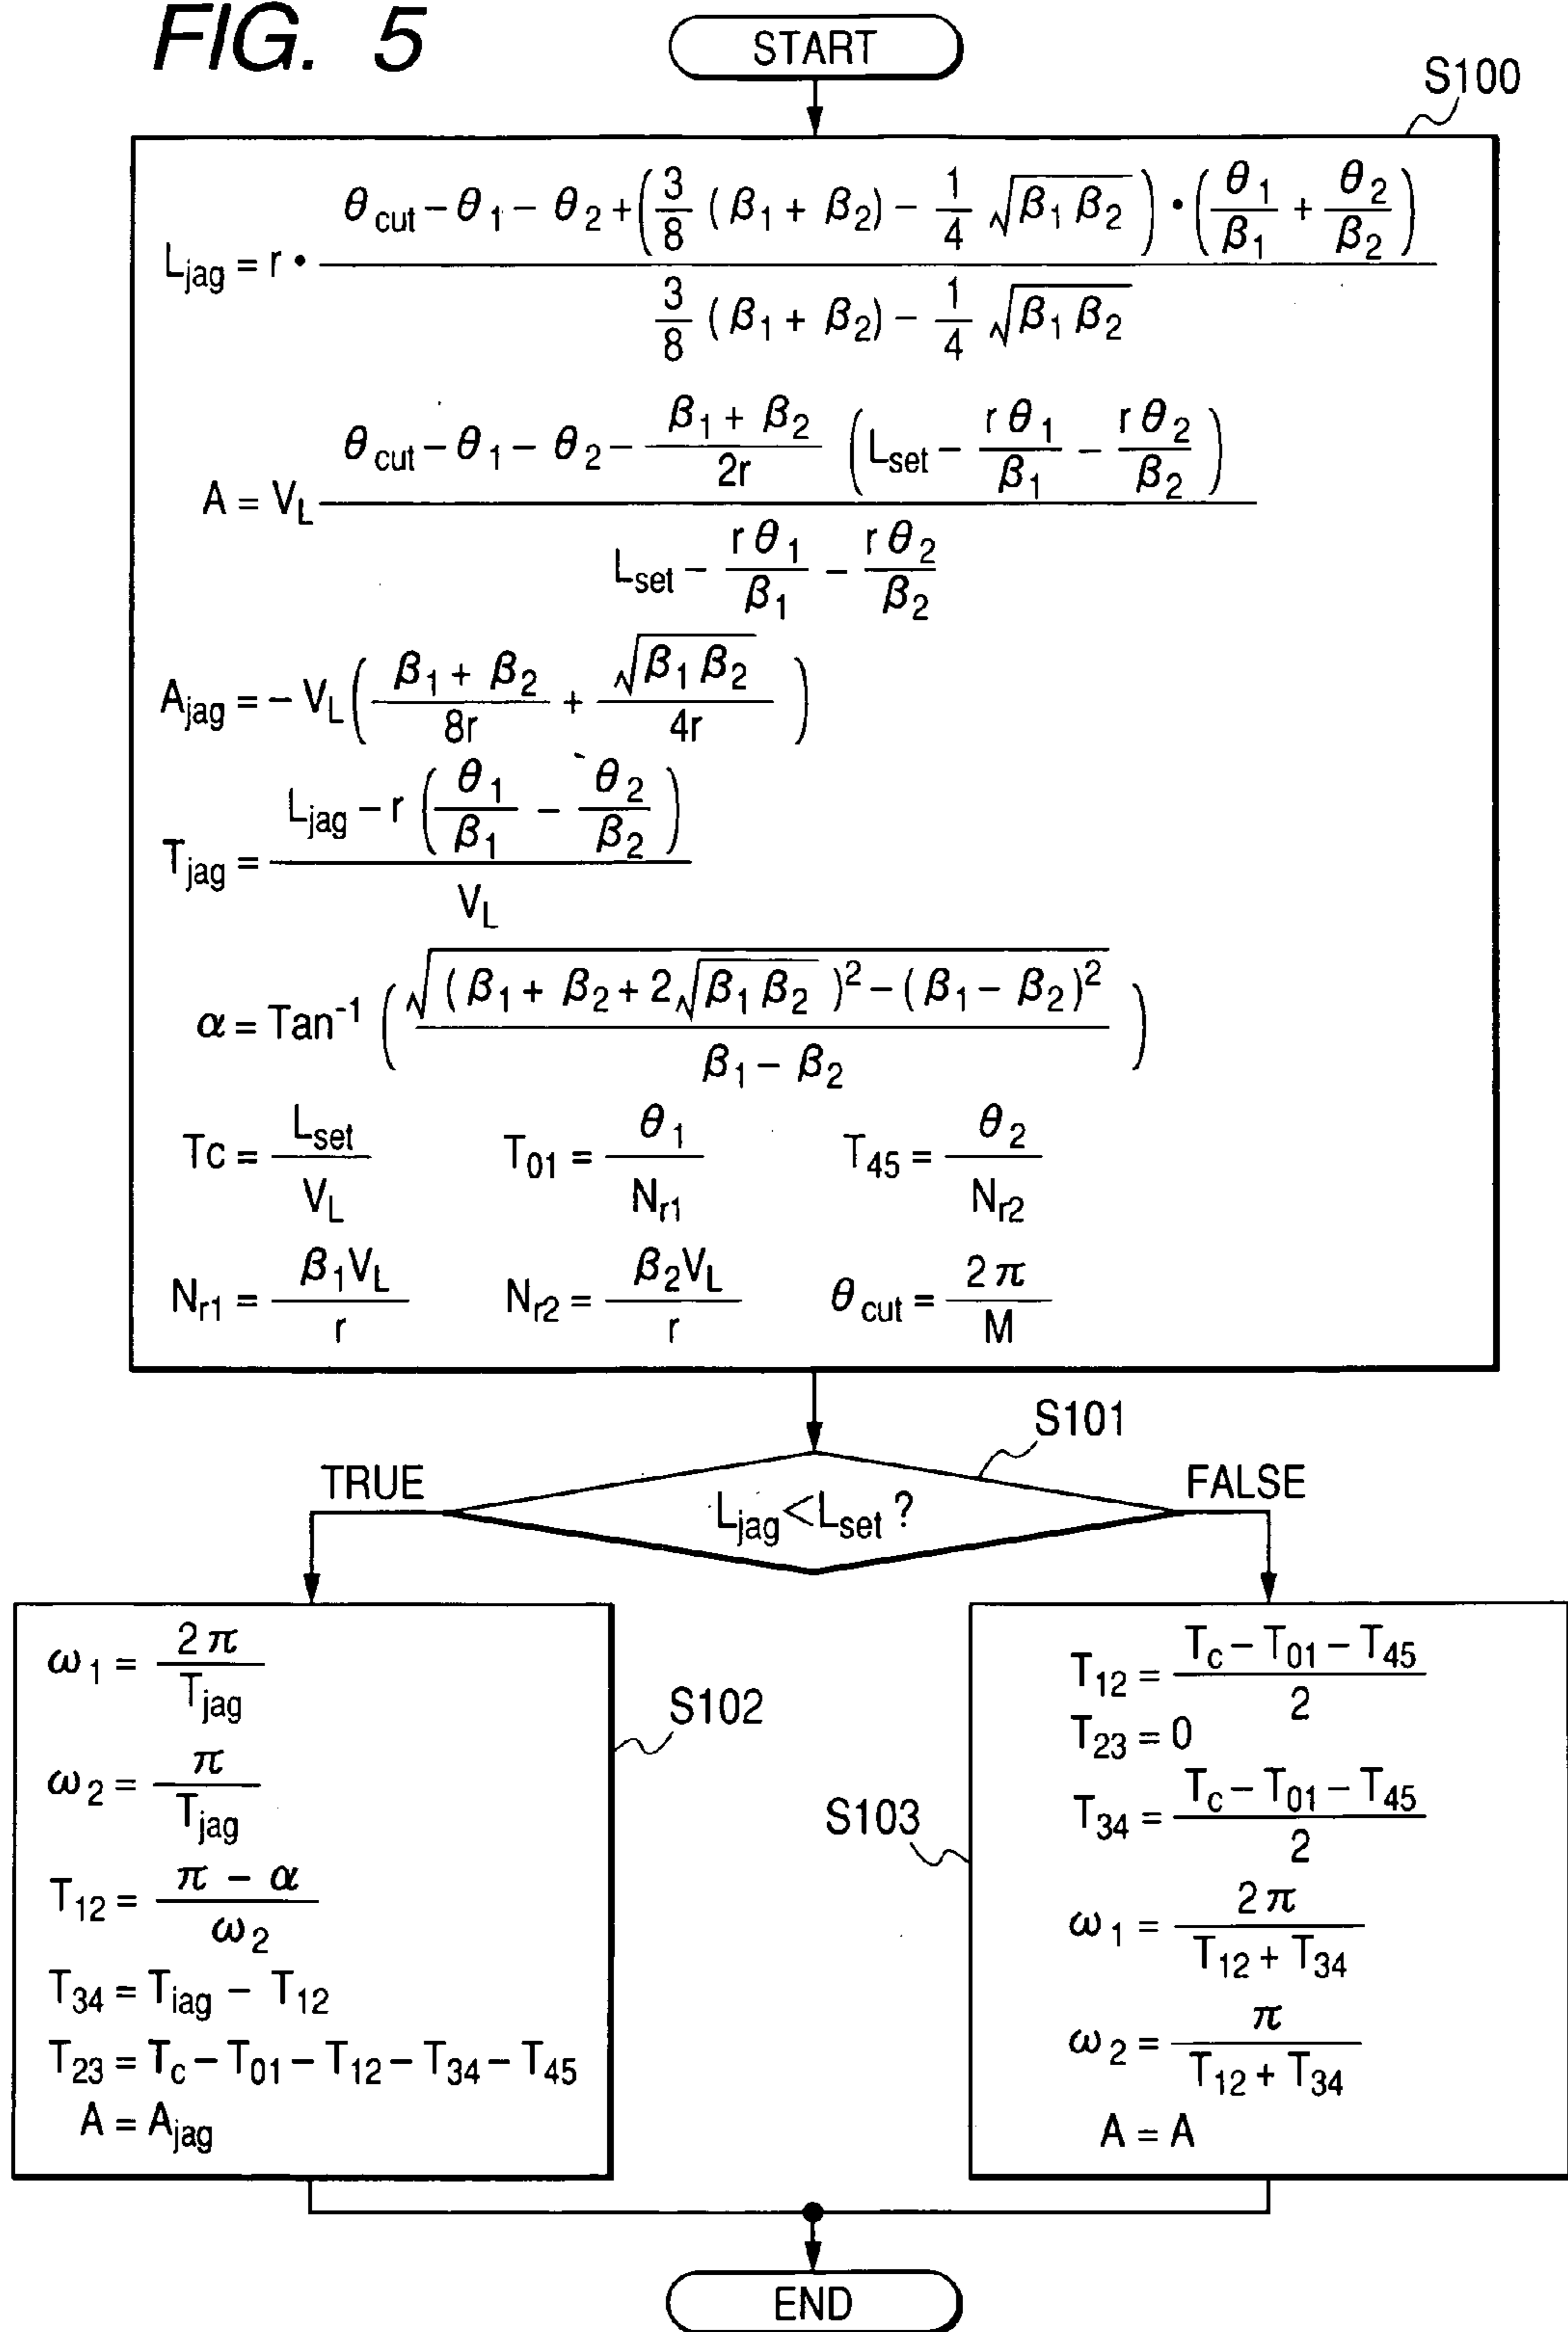 FIG. 5
START
S100
L_jag = r • (θ_cut − θ_1 − θ_2 + (3/8 (β_1 + β_2) − 1/4 √(β_1 β_2)) • (θ_1/β_1 + θ_2/β_2)) / (3/8 (β_1 + β_2) − 1/4 √(β_1 β_2))
A = V_L (θ_cut − θ_1 − θ_2 − (β_1 + β_2)/2r (L_set − rθ_1/β_1 − rθ_2/β_2)) / (L_set − rθ_1/β_1 − rθ_2/β_2)
A_jag = − V_L ((β_1 + β_2)/8r + √(β_1 β_2)/4r)
T_jag = (L_jag − r (θ_1/β_1 − θ_2/β_2)) / V_L
α = Tan⁻¹ (√((β_1 + β_2 + 2√(β_1 β_2))² − (β_1 − β_2)²) / (β_1 − β_2))
Tc = L_set/V_L T_01 = θ_1/N_r1 T_45 = θ_2/N_r2
N_r1 = β_1V_L/r N_r2 = β_2V_L/r θ_cut = 2π/M
S101
TRUE
L_jag < L_set ?
FALSE
ω_1 = 2π/T_jag
ω_2 = π/T_jag
T_12 = (π − α)/ω_2
T_34 = T_iag − T_12
T_23 = T_c − T_01 − T_12 − T_34 − T_45
A = A_jag
S102
T_12 = (T_c − T_01 − T_45)/2
T_23 = 0
T_34 = (T_c − T_01 − T_45)/2
ω_1 = 2π/(T_12 + T_34)
ω_2 = π/(T_12 + T_34)
A = A
S103
END